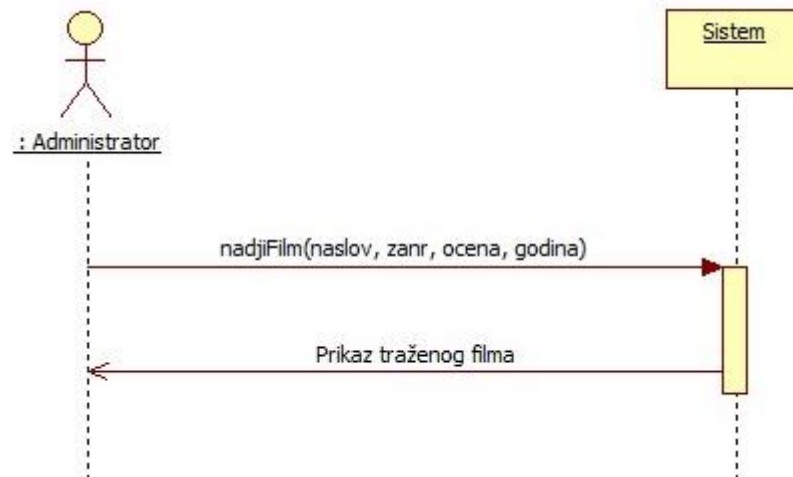 Sistem
: Administrator
nadjiFilm(naslov, zanr, ocena, godina)
Prikaz traženog filma